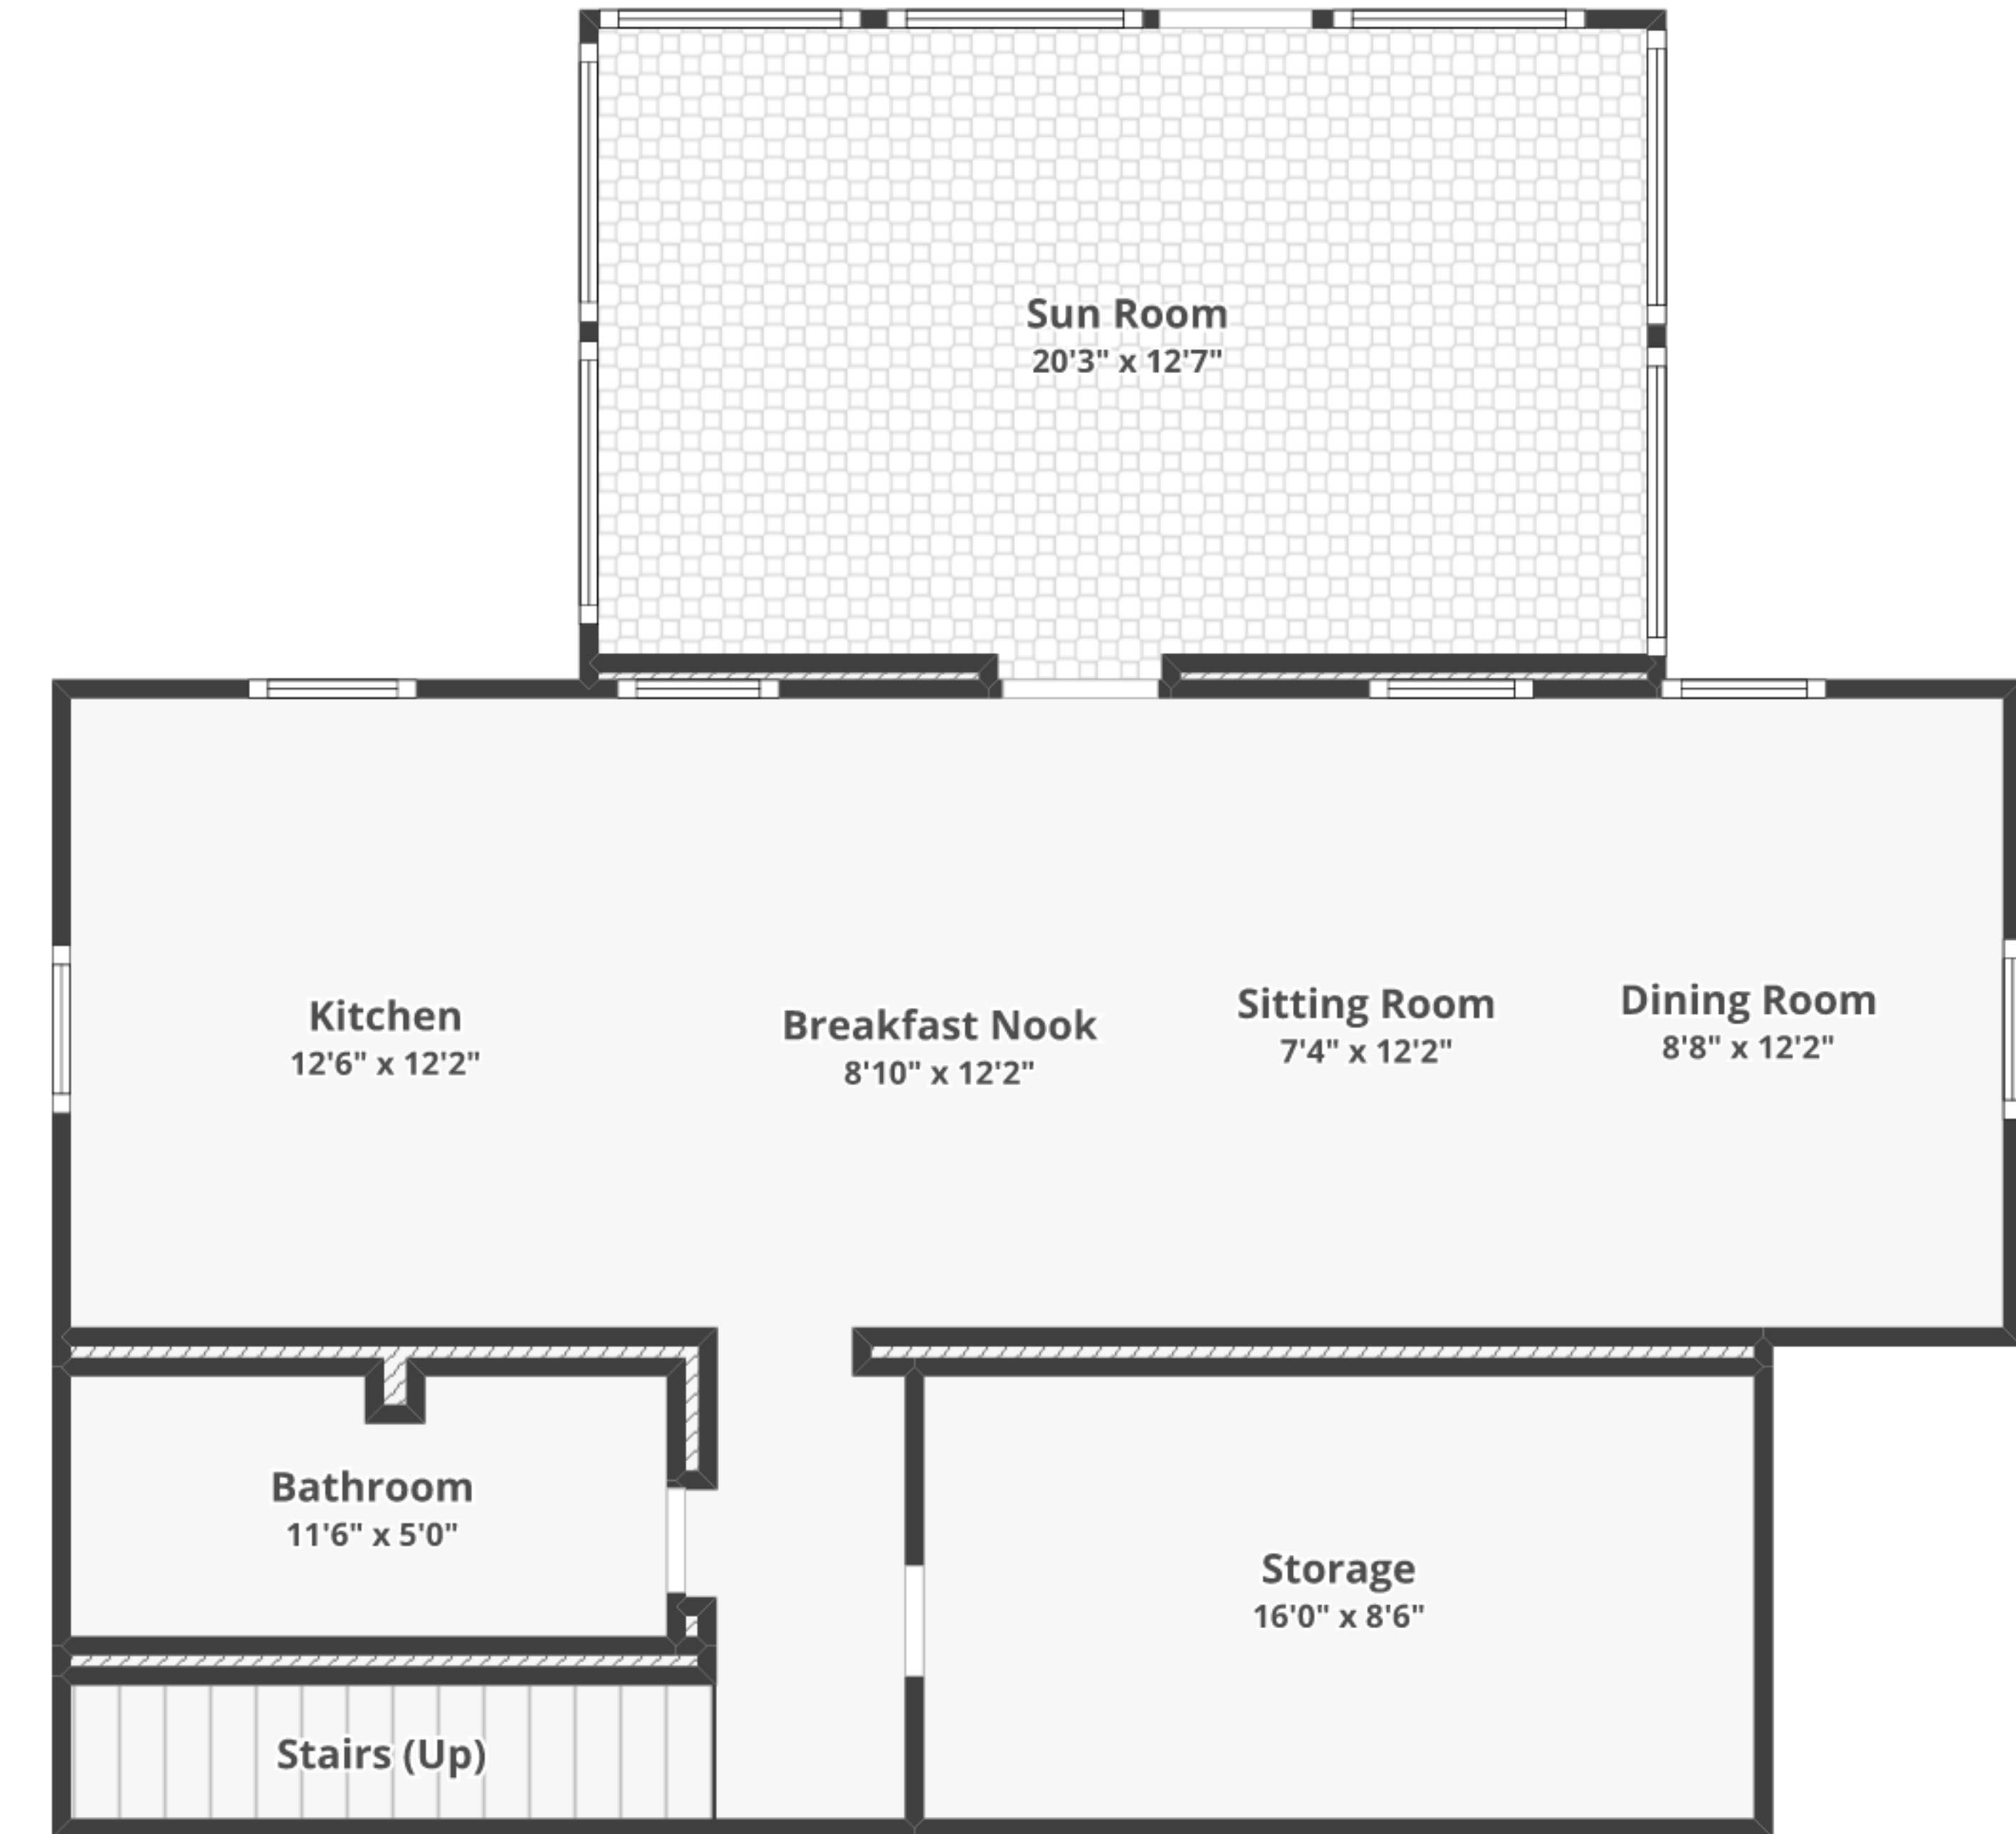 Sun Room
20'3" x 12'7"
Kitchen
12'6" x 12'2"
Breakfast Nook
8'10" x 12'2"
Sitting Room
7'4" x 12'2"
Dining Room
8'8" x 12'2"
Bathroom
11'6" x 5'0"
Storage
16'0" x 8'6"
Stairs (Up)